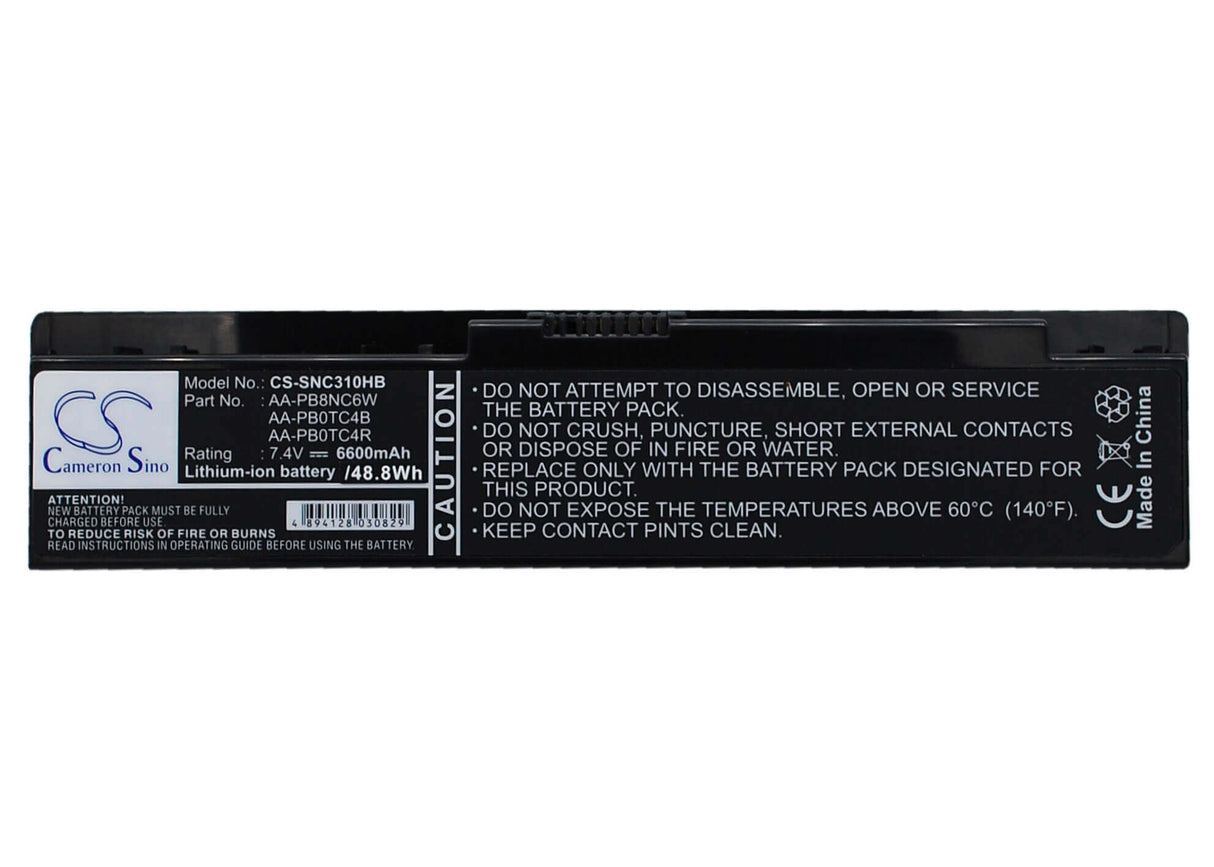 CS
Cameron Sino
Model No.: CS-SNC310HB
Part No. : AA-PB8NC6W
AA-PB0TC4B
AA-PB0TC4R
Rating : 7.4V ⎓ 6600mAh
Lithium-ion battery /48.8Wh
ATTENTION!
NEW BATTERY PACK MUST BE FULLY
CHARGED BEFORE USE.
TO REDUCE RISK OF FIRE OR BURNS
READ INSTRUCTIONS IN OPERATING GUIDE BEFORE USING THE BATTERY.
4 894128 030829
CAUTION
• DO NOT ATTEMPT TO DISASSEMBLE, OPEN OR SERVICE
THE BATTERY PACK.
• DO NOT CRUSH, PUNCTURE, SHORT EXTERNAL CONTACTS
OR DISPOSE OF IN FIRE OR WATER.
• REPLACE ONLY WITH THE BATTERY PACK DESIGNATED FOR
THIS PRODUCT.
• DO NOT EXPOSE TO TEMPERATURES ABOVE 60°C (140°F).
• KEEP CONTACT PINTS CLEAN.
CE
Made In China